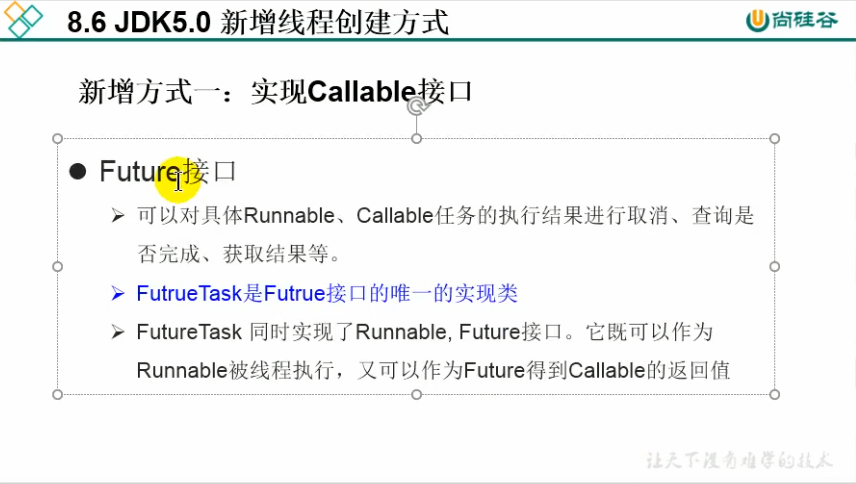 8.6 JDK5.0 新增线程创建方式
尚硅谷
新增方式一：实现Callable接口
Future接口
可以对具体Runnable、Callable任务的执行结果进行取消、查询是
否完成、获取结果等。
FutrueTask是Futrue接口的唯一的实现类
FutureTask 同时实现了Runnable, Future接口。它既可以作为
Runnable被线程执行，又可以作为Future得到Callable的返回值
让天下没有难学的技术